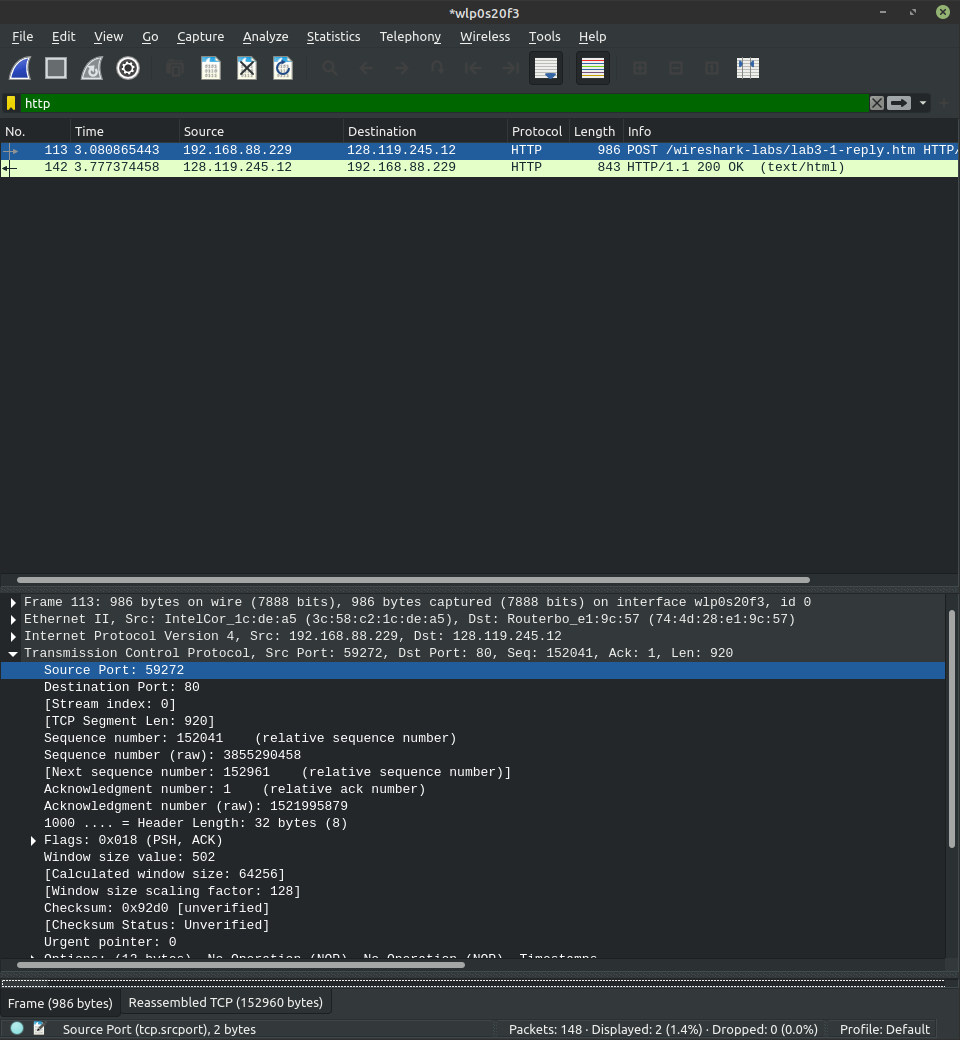 *wlp0s20f3
File Edit View Go Capture Analyze Statistics Telephony Wireless Tools Help
http
No. Time Source Destination Protocol Length Info
113 3.080865443 192.168.88.229 128.119.245.12 HTTP 986 POST /wireshark-labs/lab3-1-reply.htm HTTP/
142 3.777374458 128.119.245.12 192.168.88.229 HTTP 843 HTTP/1.1 200 OK (text/html)
Frame 113: 986 bytes on wire (7888 bits), 986 bytes captured (7888 bits) on interface wlp0s20f3, id 0
Ethernet II, Src: IntelCor_1c:de:a5 (3c:58:c2:1c:de:a5), Dst: Routerbo_e1:9c:57 (74:4d:28:e1:9c:57)
Internet Protocol Version 4, Src: 192.168.88.229, Dst: 128.119.245.12
Transmission Control Protocol, Src Port: 59272, Dst Port: 80, Seq: 152041, Ack: 1, Len: 920
Source Port: 59272
Destination Port: 80
[Stream index: 0]
[TCP Segment Len: 920]
Sequence number: 152041 (relative sequence number)
Sequence number (raw): 3855290458
[Next sequence number: 152961 (relative sequence number)]
Acknowledgment number: 1 (relative ack number)
Acknowledgment number (raw): 1521995879
1000 .... = Header Length: 32 bytes (8)
Flags: 0x018 (PSH, ACK)
Window size value: 502
[Calculated window size: 64256]
[Window size scaling factor: 128]
Checksum: 0x92d0 [unverified]
[Checksum Status: Unverified]
Urgent pointer: 0
Options: (12 bytes), No-Operation (NOP), No-Operation (NOP), Timestamps
Frame (986 bytes) Reassembled TCP (152960 bytes)
Source Port (tcp.srcport), 2 bytes Packets: 148 · Displayed: 2 (1.4%) · Dropped: 0 (0.0%) Profile: Default